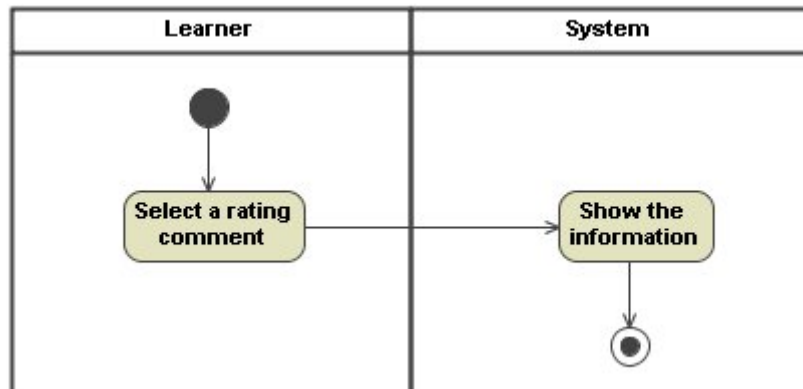 Learner
System
Select a rating
comment
Show the
information